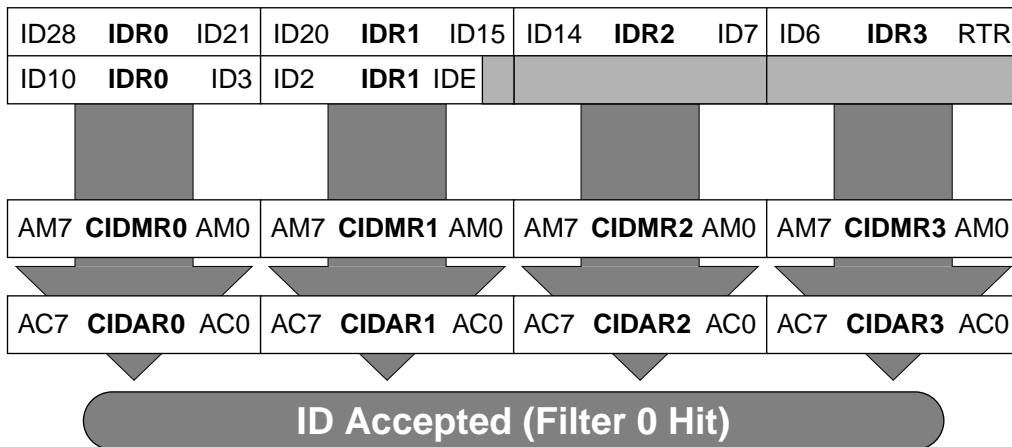 ID28 IDR0 ID21 ID20 IDR1 ID15 ID14 IDR2 ID7 ID6 IDR3 RTR
ID10 IDR0 ID3 ID2 IDR1 IDE
AM7 CIDMR0 AM0 AM7 CIDMR1 AM0 AM7 CIDMR2 AM0 AM7 CIDMR3 AM0
AC7 CIDAR0 AC0 AC7 CIDAR1 AC0 AC7 CIDAR2 AC0 AC7 CIDAR3 AC0
ID Accepted (Filter 0 Hit)